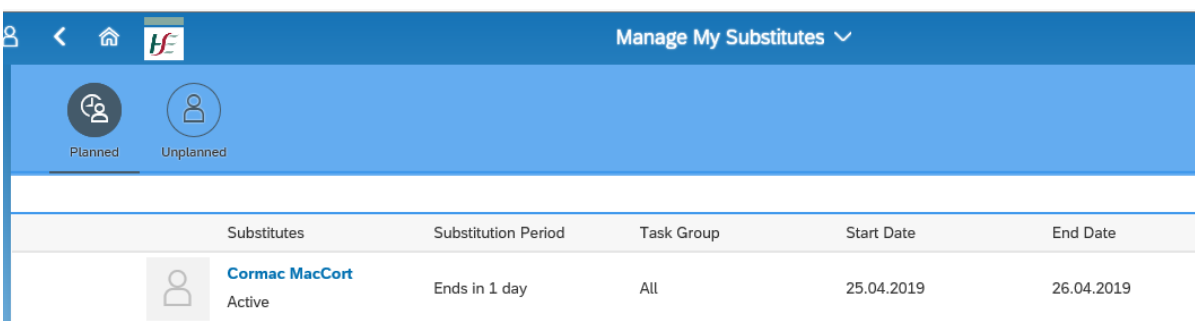 HE
Manage My Substitutes
Planned
Unplanned
Substitutes Substitution Period Task Group Start Date End Date
Cormac MacCort
Active
Ends in 1 day All 25.04.2019 26.04.2019